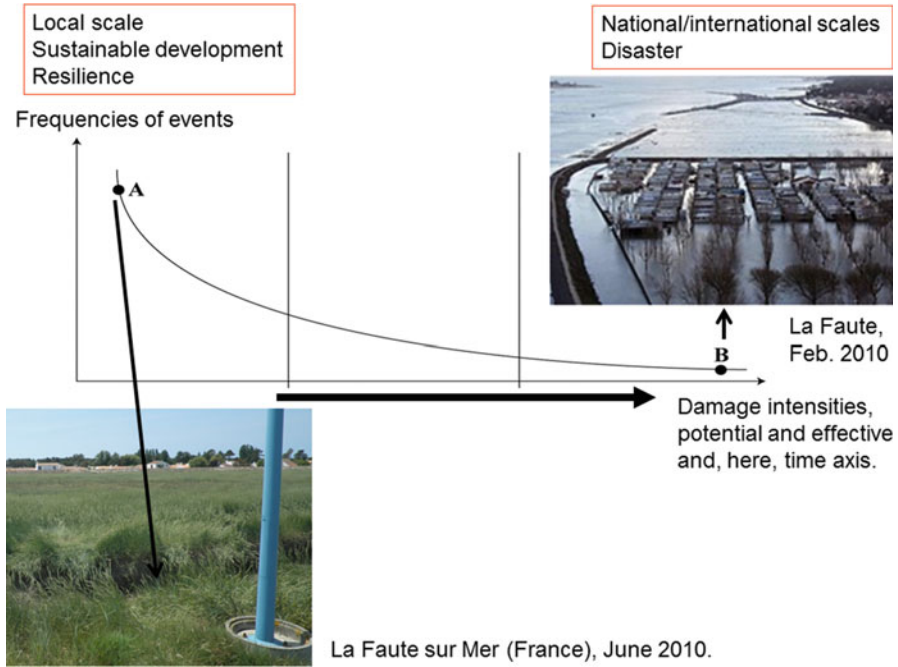 Local scale
Sustainable development
Resilience
National/international scales
Disaster
Frequencies of events
A
B
La Faute,
Feb. 2010
Damage intensities,
potential and effective
and, here, time axis.
La Faute sur Mer (France), June 2010.